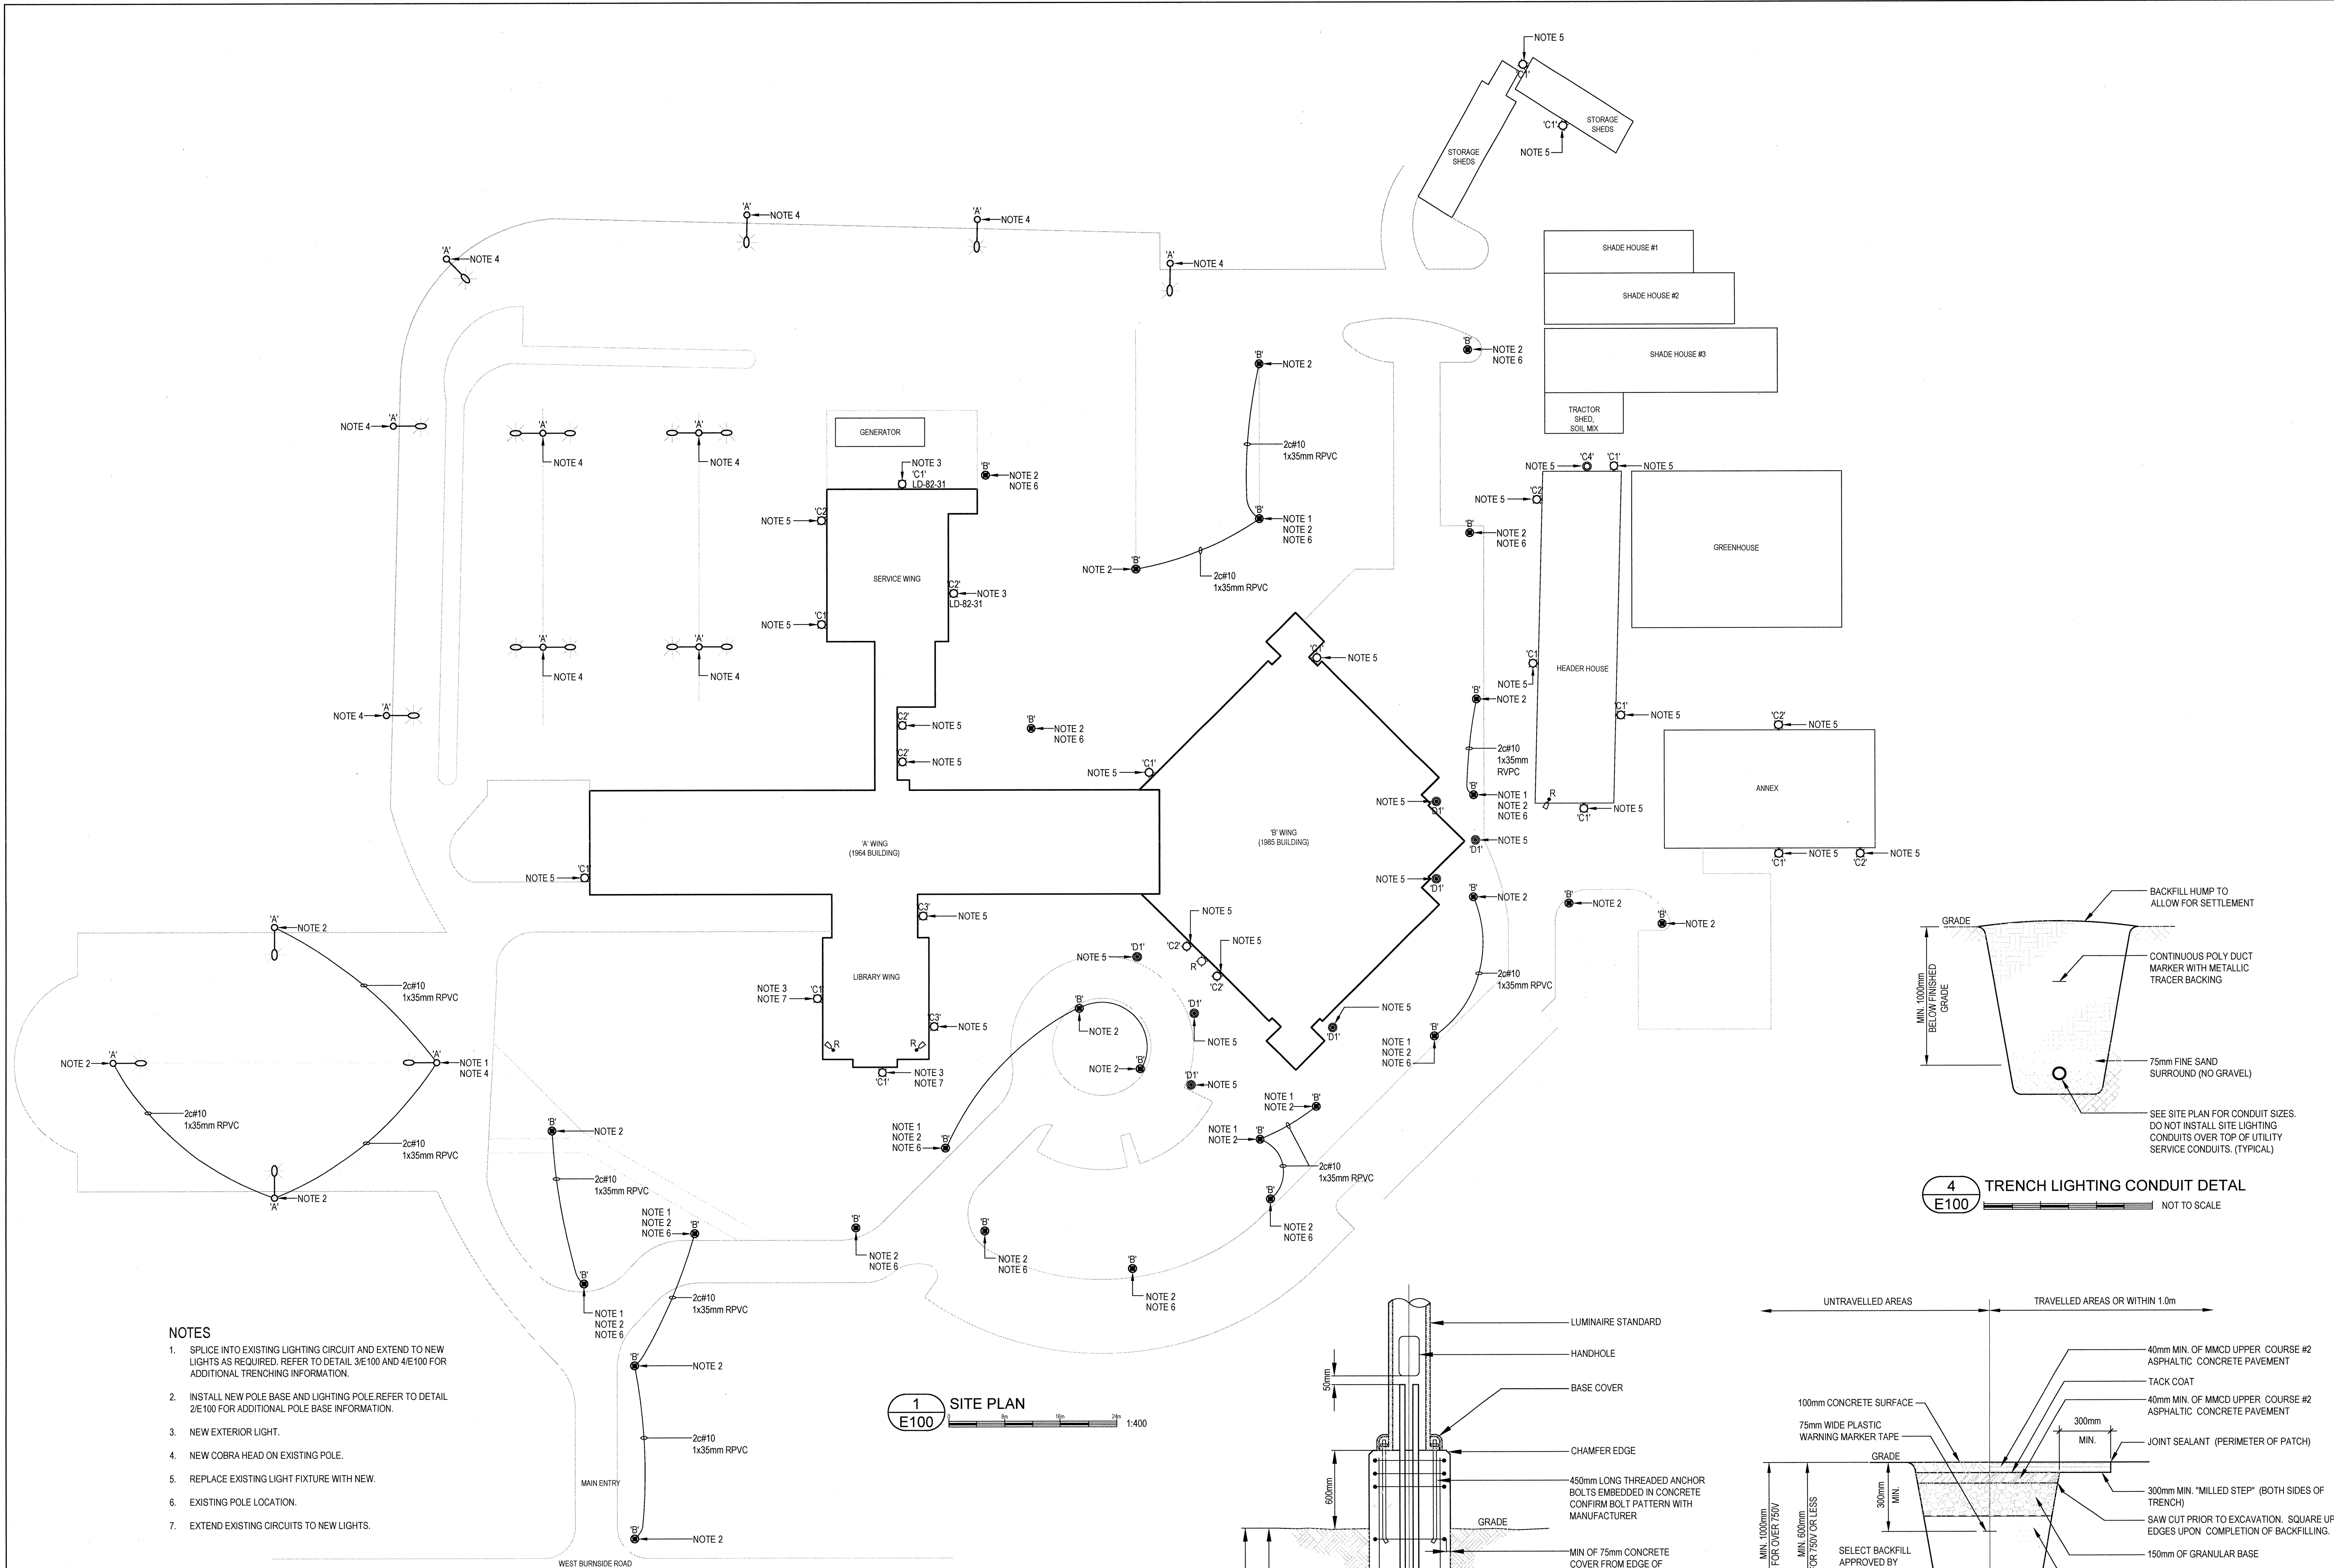 NOTE 5
'C1'
STORAGE
SHEDS
'C1'
NOTE 5
STORAGE
SHEDS
'A'
NOTE 4
'A'
NOTE 4
'A'
NOTE 4
'A'
NOTE 4
SHADE HOUSE #1
SHADE HOUSE #2
SHADE HOUSE #3
TRACTOR
SHED,
SOIL MIX
'B'
NOTE 2
NOTE 6
'B'
NOTE 2
2c#10
1x35mm RPVC
'B'
NOTE 1
NOTE 2
NOTE 6
'B'
NOTE 2
2c#10
1x35mm RPVC
NOTE 4
'A'
'A'
NOTE 4
'A'
NOTE 4
GENERATOR
NOTE 3
'C1'
LD-82-31
'B'
NOTE 2
NOTE 6
NOTE 5
'C2'
SERVICE WING
'C2'
NOTE 3
LD-82-31
NOTE 5
'C1'
'A'
NOTE 4
'A'
NOTE 4
NOTE 4
'A'
NOTE 5
'C4'
'C1'
NOTE 5
'C2'
NOTE 5
'B'
NOTE 2
NOTE 6
GREENHOUSE
'C1'
NOTE 5
HEADER HOUSE
'C1'
NOTE 5
'C1'
NOTE 5
'B'
NOTE 2
2c#10
1x35mm
RVPC
'B'
NOTE 1
NOTE 2
NOTE 6
R
'C1'
NOTE 5
'C2'
NOTE 5
ANNEX
'C1'
NOTE 5
'C2'
NOTE 5
'C2'
NOTE 5
'C2'
NOTE 5
'B'
NOTE 2
NOTE 6
NOTE 5
'C1'
NOTE 5
'D1'
NOTE 5
'D1'
NOTE 5
'D1'
'A' WING
(1964 BUILDING)
'B' WING
(1985 BUILDING)
NOTE 5
'C1'
'B'
NOTE 2
'B'
NOTE 2
'B'
NOTE 2
2c#10
1x35mm RPVC
NOTE 1
NOTE 2
NOTE 6
'B'
'A'
NOTE 2
2c#10
1x35mm RPVC
NOTE 2
'A'
'A'
NOTE 1
NOTE 4
2c#10
1x35mm RPVC
2c#10
1x35mm RPVC
NOTE 2
'A'
'C3'
NOTE 5
LIBRARY WING
NOTE 3
NOTE 7
'C1'
'C3'
NOTE 5
R
R
'C1'
NOTE 3
NOTE 7
NOTE 5
'C2'
R
NOTE 5
'C2'
NOTE 5
'D1'
'D1'
NOTE 5
'D1'
NOTE 5
NOTE 5
'D1'
'B'
NOTE 2
NOTE 2
'B'
NOTE 1
NOTE 2
NOTE 6
'B'
NOTE 1
NOTE 2
'B'
NOTE 1
NOTE 2
'B'
2c#10
1x35mm RPVC
'B'
NOTE 2
NOTE 6
'B'
NOTE 2
2c#10
1x35mm RPVC
'B'
NOTE 1
NOTE 2
NOTE 6
NOTE 1
NOTE 2
NOTE 6
'B'
2c#10
1x35mm RPVC
'B'
NOTE 2
NOTE 6
'B'
NOTE 2
NOTE 6
'B'
NOTE 2
NOTE 6
'B'
NOTE 2
2c#10
1x35mm RPVC
'B'
NOTE 2
MAIN ENTRY
WEST BURNSIDE ROAD
NOTES
1. SPLICE INTO EXISTING LIGHTING CIRCUIT AND EXTEND TO NEW
LIGHTS AS REQUIRED. REFER TO DETAIL 3/E100 AND 4/E100 FOR
ADDITIONAL TRENCHING INFORMATION.
2. INSTALL NEW POLE BASE AND LIGHTING POLE.REFER TO DETAIL
2/E100 FOR ADDITIONAL POLE BASE INFORMATION.
3. NEW EXTERIOR LIGHT.
4. NEW COBRA HEAD ON EXISTING POLE.
5. REPLACE EXISTING LIGHT FIXTURE WITH NEW.
6. EXISTING POLE LOCATION.
7. EXTEND EXISTING CIRCUITS TO NEW LIGHTS.
1
E100
SITE PLAN
0 8m 16m 24m
1:400
BACKFILL HUMP TO
ALLOW FOR SETTLEMENT
GRADE
CONTINUOUS POLY DUCT
MARKER WITH METALLIC
TRACER BACKING
MIN. 1000mm
BELOW FINISHED
GRADE
75mm FINE SAND
SURROUND (NO GRAVEL)
SEE SITE PLAN FOR CONDUIT SIZES.
DO NOT INSTALL SITE LIGHTING
CONDUITS OVER TOP OF UTILITY
SERVICE CONDUITS. (TYPICAL)
4
E100
TRENCH LIGHTING CONDUIT DETAL
NOT TO SCALE
LUMINAIRE STANDARD
HANDHOLE
50mm
BASE COVER
CHAMFER EDGE
600mm
450mm LONG THREADED ANCHOR
BOLTS EMBEDDED IN CONCRETE
CONFIRM BOLT PATTERN WITH
MANUFACTURER
GRADE
MIN OF 75mm CONCRETE
COVER FROM EDGE OF
UNTRAVELLED AREAS
TRAVELLED AREAS OR WITHIN 1.0m
40mm MIN. OF MMCD UPPER COURSE #2
ASPHALTIC CONCRETE PAVEMENT
TACK COAT
100mm CONCRETE SURFACE
40mm MIN. OF MMCD UPPER COURSE #2
ASPHALTIC CONCRETE PAVEMENT
75mm WIDE PLASTIC
WARNING MARKER TAPE
300mm
MIN.
JOINT SEALANT (PERIMETER OF PATCH)
GRADE
300mm
MIN.
MIN. 1000mm
FOR OVER 750V
MIN. 600mm
FOR 750V OR LESS
300mm MIN. "MILLED STEP" (BOTH SIDES OF
TRENCH)
SAW CUT PRIOR TO EXCAVATION. SQUARE UP
EDGES UPON COMPLETION OF BACKFILLING.
SELECT BACKFILL
APPROVED BY
150mm OF GRANULAR BASE